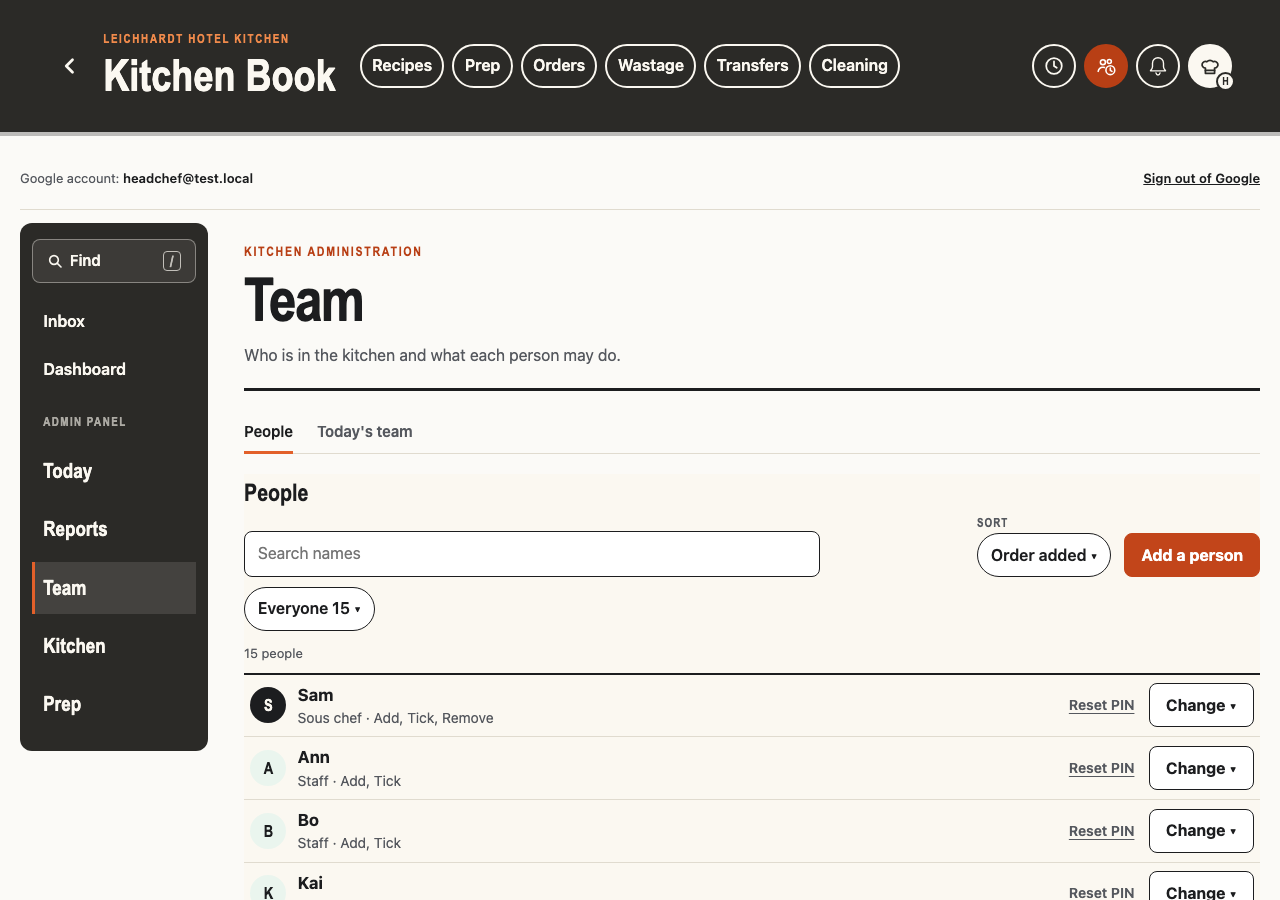 LEICHHARDT HOTEL KITCHEN
Kitchen Book
Recipes
Prep
Orders
Wastage
Transfers
Cleaning
H
Google account: headchef@test.local
Sign out of Google
Find
/
Inbox
Dashboard
ADMIN PANEL
Today
Reports
Team
Kitchen
Prep
KITCHEN ADMINISTRATION
Team
Who is in the kitchen and what each person may do.
People
Today's team
People
Search names
SORT
Order added ▾
Add a person
Everyone 15 ▾
15 people
S
Sam
Sous chef · Add, Tick, Remove
Reset PIN
Change ▾
A
Ann
Staff · Add, Tick
Reset PIN
Change ▾
B
Bo
Staff · Add, Tick
Reset PIN
Change ▾
K
Kai
Reset PIN
Change ▾